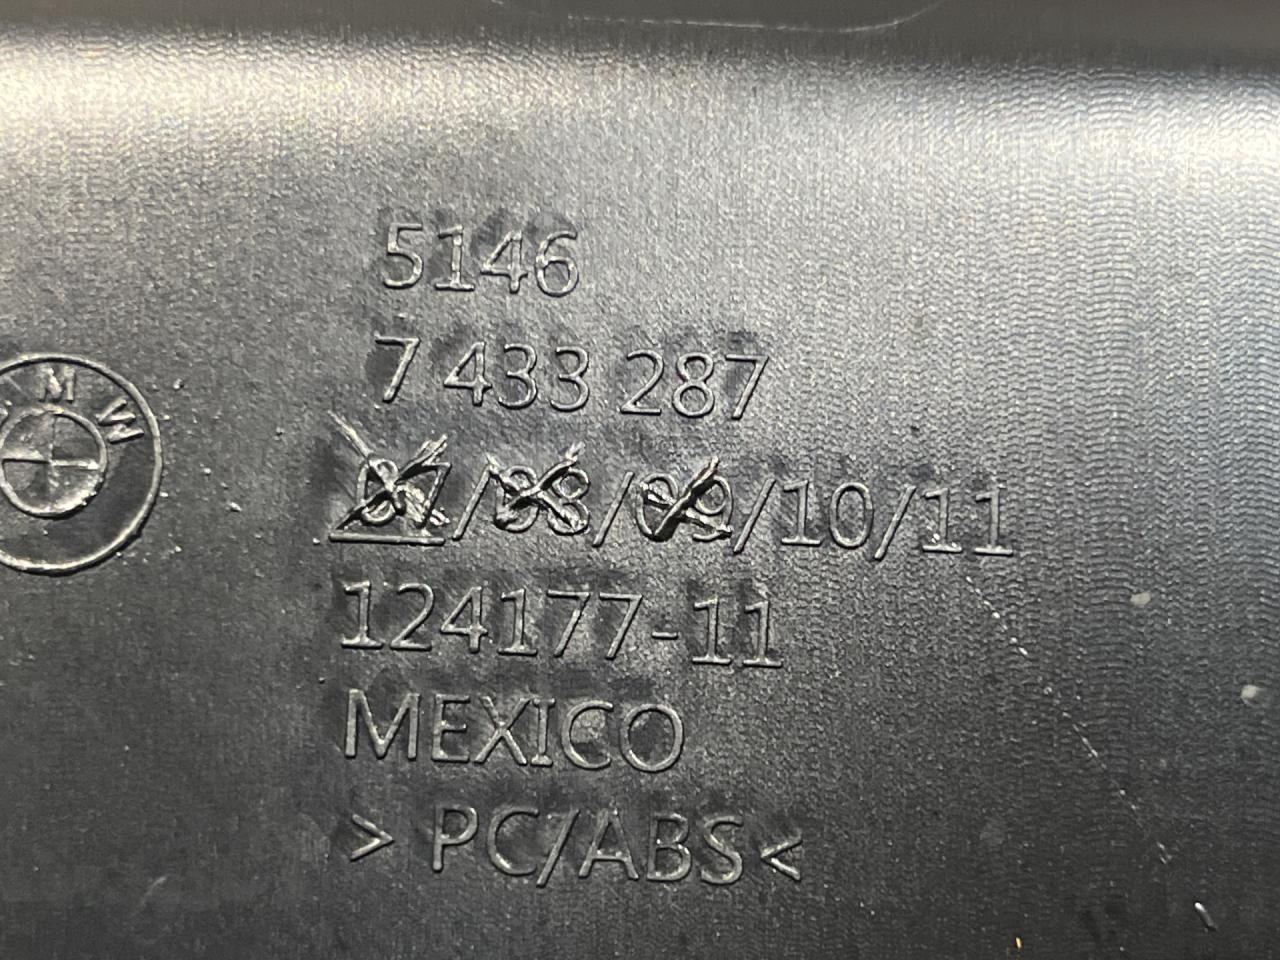 5146
7 433 287
BMW
07/08/09/10/11
124177-11
MEXICO
> PC/ABS <